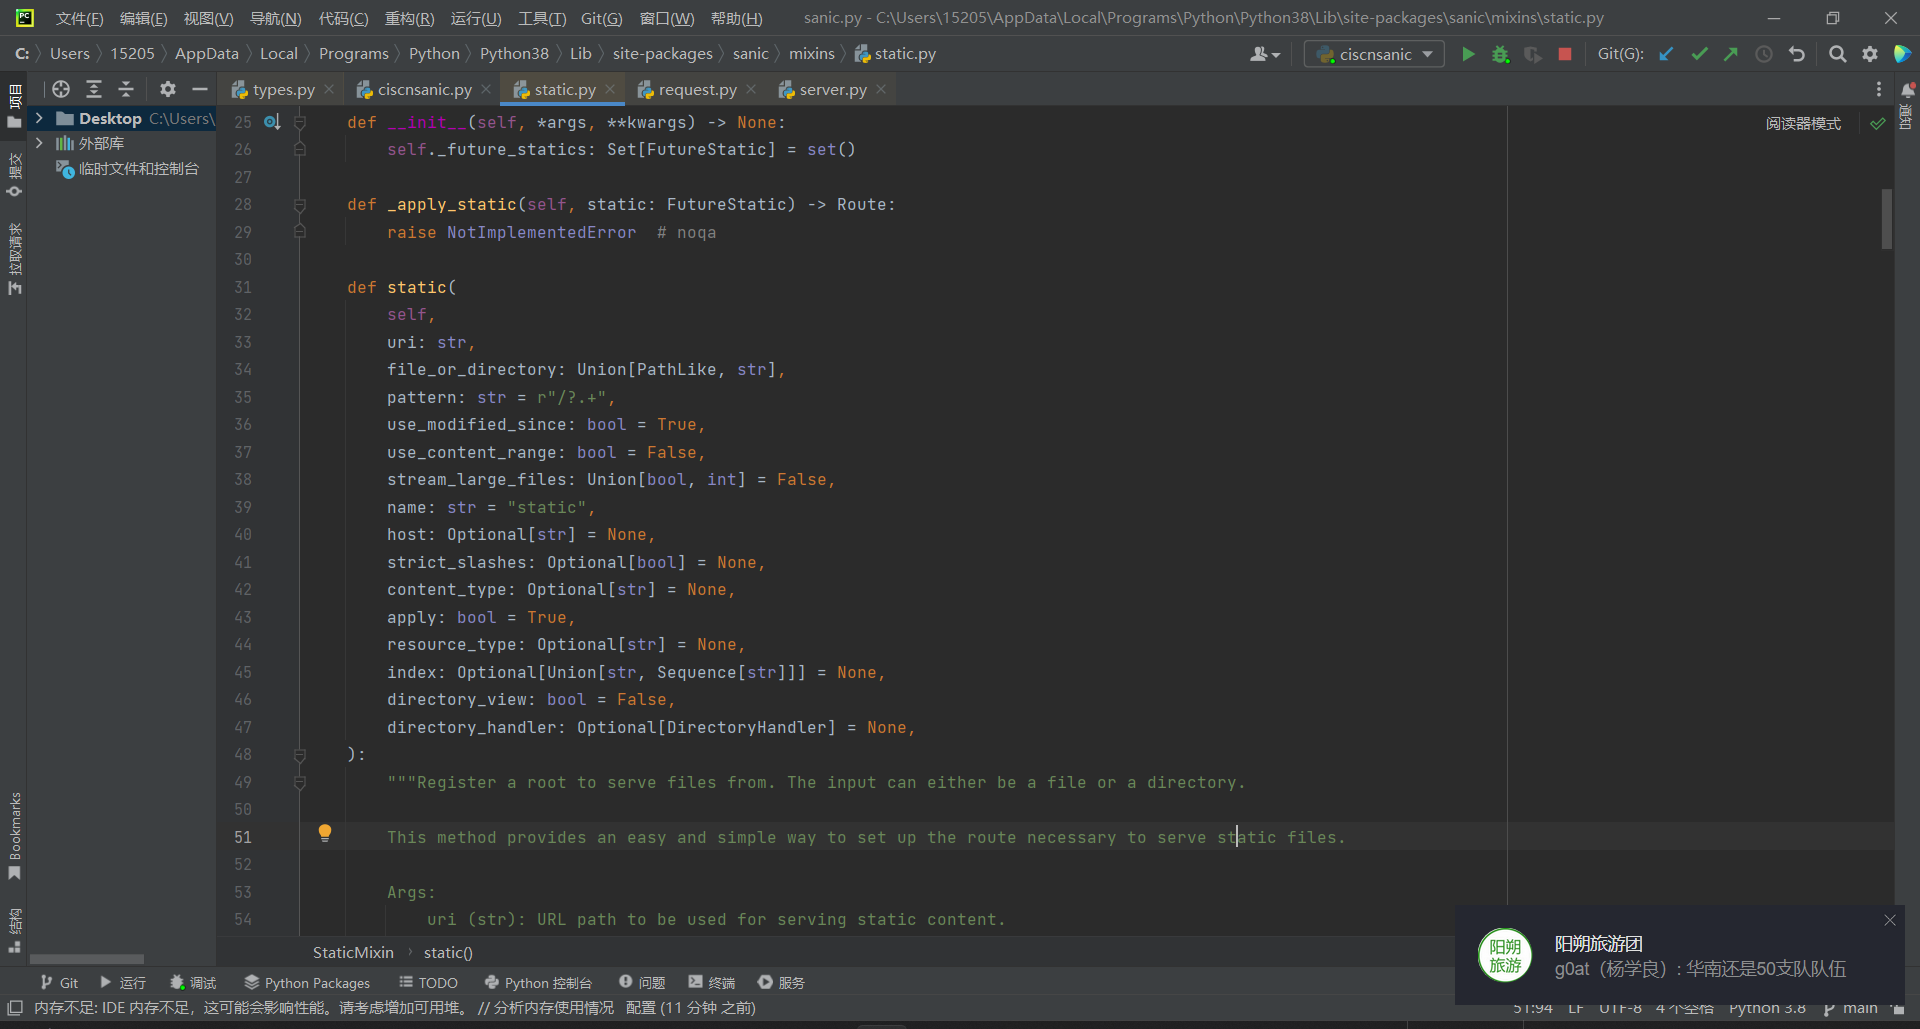 文件(F) 编辑(E) 视图(V) 导航(N) 代码(C) 重构(R) 运行(U) 工具(T) Git(G) 窗口(W) 帮助(H) sanic.py - C:\Users\15205\AppData\Local\Programs\Python\Python38\Lib\site-packages\sanic\mixins\static.py
C: Users 15205 AppData Local Programs Python Python38 Lib site-packages sanic mixins static.py ciscnsanic Git(G):
types.py ciscnsanic.py static.py request.py server.py
项目
提交
拉取请求
Bookmarks
结构
Desktop C:\Users\
外部库
临时文件和控制台
阅读器模式
通知
25 def __init__(self, *args, **kwargs) -> None:
26 self._future_statics: Set[FutureStatic] = set()
27
28 def _apply_static(self, static: FutureStatic) -> Route:
29 raise NotImplementedError  # noqa
30
31 def static(
32 self,
33 uri: str,
34 file_or_directory: Union[PathLike, str],
35 pattern: str = r"/?.+",
36 use_modified_since: bool = True,
37 use_content_range: bool = False,
38 stream_large_files: Union[bool, int] = False,
39 name: str = "static",
40 host: Optional[str] = None,
41 strict_slashes: Optional[bool] = None,
42 content_type: Optional[str] = None,
43 apply: bool = True,
44 resource_type: Optional[str] = None,
45 index: Optional[Union[str, Sequence[str]]] = None,
46 directory_view: bool = False,
47 directory_handler: Optional[DirectoryHandler] = None,
48 ):
49 """Register a root to serve files from. The input can either be a file or a directory.
50
51 This method provides an easy and simple way to set up the route necessary to serve static files.
52
53 Args:
54 uri (str): URL path to be used for serving static content.
StaticMixin static()
阳朔
旅游
阳朔旅游团
g0at（杨学良）: 华南还是50支队队伍
Git 运行 调试 Python Packages TODO Python 控制台 问题 终端 服务
内存不足: IDE 内存不足，这可能会影响性能。请考虑增加可用堆。 // 分析内存使用情况 配置 (11 分钟 之前) 51:94 LF UTF-8 4 个空格 Python 3.8 main